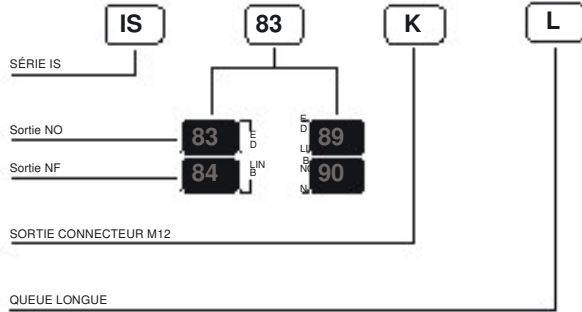 IS 83 K L
SÉRIE IS
Sortie NO 83 89
Sortie NF 84 90
SORTIE CONNECTEUR M12
QUEUE LONGUE